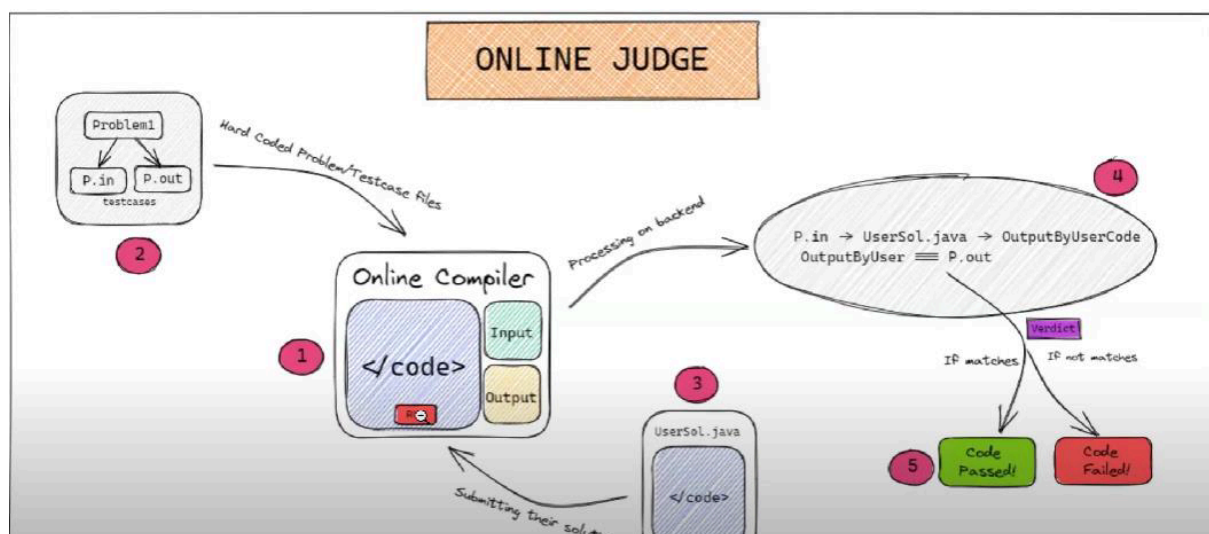 ONLINE JUDGE
Problem1
P.in
P.out
testcases
2
Hard Coded Problem/Testcase files
Online Compiler
</code>
Input
Output
1
Processing on backend
4
P.in → UserSol.java → OutputByUserCode
OutputByUser ≡≡ P.out
Verdict
If matches
If not matches
3
UserSol.java
</code>
Submitting their
5
Code
Passed!
Code
Failed!